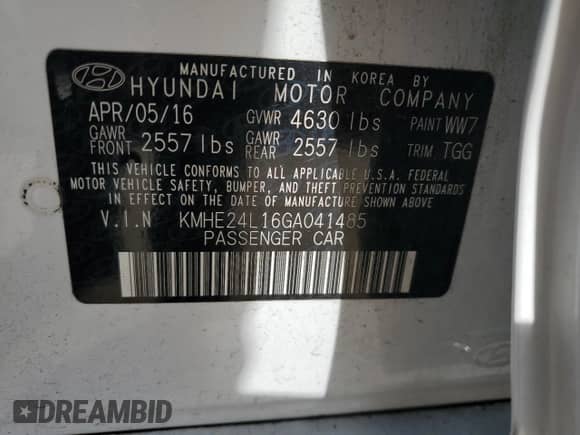 MANUFACTURED IN KOREA BY
HYUNDAI MOTOR COMPANY
APR/05/16 GVWR 4630 lbs PAINT WW7
GAWR FRONT 2557 lbs GAWR REAR 2557 lbs TRIM TGG
THIS VEHICLE CONFORMS TO ALL APPLICABLE U.S.A. FEDERAL
MOTOR VEHICLE SAFETY, BUMPER, AND THEFT PREVENTION STANDARDS
IN EFFECT ON THE DATE OF MANUFACTURE SHOWN ABOVE
V.I.N KMHE24L16GA041485
PASSENGER CAR
DREAMBID